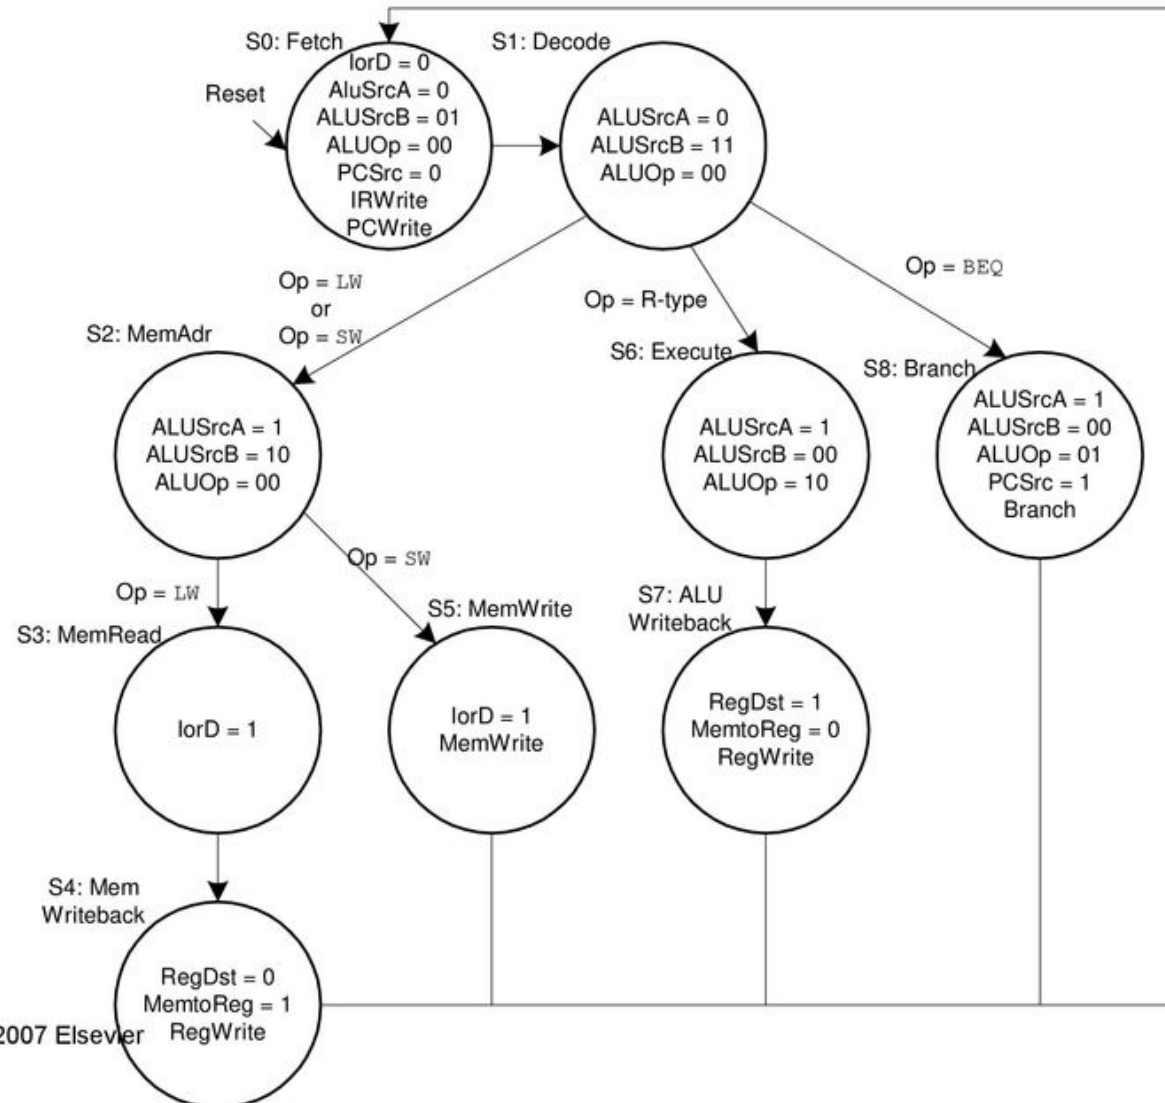 S0: Fetch
S1: Decode
Reset
IorD = 0
AluSrcA = 0
ALUSrcB = 01
ALUOp = 00
PCSrc = 0
IRWrite
PCWrite
ALUSrcA = 0
ALUSrcB = 11
ALUOp = 00
Op = LW
or
Op = SW
Op = R-type
Op = BEQ
S2: MemAdr
S6: Execute
S8: Branch
ALUSrcA = 1
ALUSrcB = 10
ALUOp = 00
ALUSrcA = 1
ALUSrcB = 00
ALUOp = 10
ALUSrcA = 1
ALUSrcB = 00
ALUOp = 01
PCSrc = 1
Branch
Op = LW
Op = SW
S3: MemRead
S5: MemWrite
S7: ALU
Writeback
IorD = 1
IorD = 1
MemWrite
RegDst = 1
MemtoReg = 0
RegWrite
S4: Mem
Writeback
RegDst = 0
MemtoReg = 1
RegWrite
2007 Elsevier